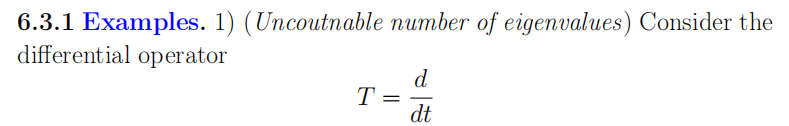 6.3.1 Examples. 1) (Uncoutnable number of eigenvalues) Consider the
differential operator
T = d/dt